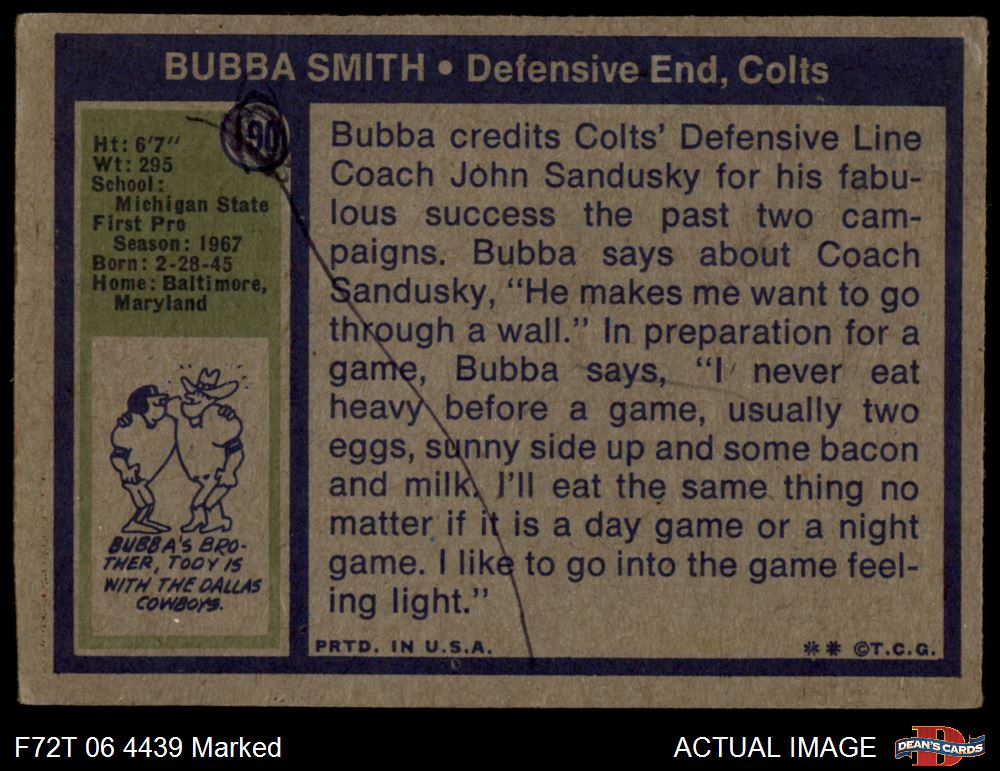 BUBBA SMITH • Defensive End, Colts
190
Ht: 6'7"
Wt: 295
School:
Michigan State
First Pro
Season: 1967
Born: 2-28-45
Home: Baltimore,
Maryland
BUBBA'S BRO-
THER, TODY IS
WITH THE DALLAS
COWBOYS.
Bubba credits Colts' Defensive Line
Coach John Sandusky for his fabu-
lous success the past two cam-
paigns. Bubba says about Coach
Sandusky, "He makes me want to go
through a wall." In preparation for a
game, Bubba says, "I never eat
heavy before a game, usually two
eggs, sunny side up and some bacon
and milk. I'll eat the same thing no
matter if it is a day game or a night
game. I like to go into the game feel-
ing light."
PRTD. IN U.S.A.
** ©T.C.G.
F72T 06 4439 Marked
ACTUAL IMAGE
D
DEAN'S CARDS